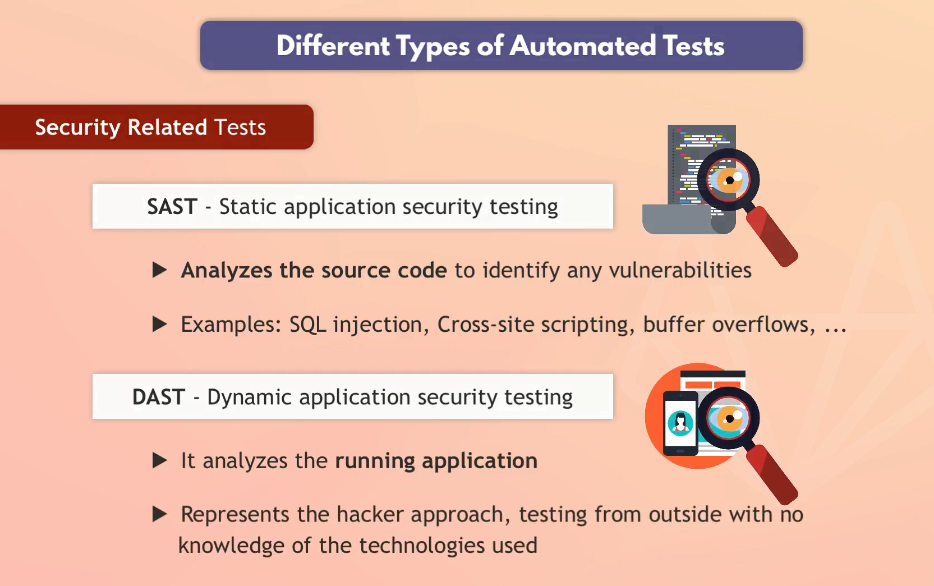 Different Types of Automated Tests
Security Related Tests
SAST - Static application security testing
▶ Analyzes the source code to identify any vulnerabilities
▶ Examples: SQL injection, Cross-site scripting, buffer overflows, ...
DAST - Dynamic application security testing
▶ It analyzes the running application
▶ Represents the hacker approach, testing from outside with no
knowledge of the technologies used